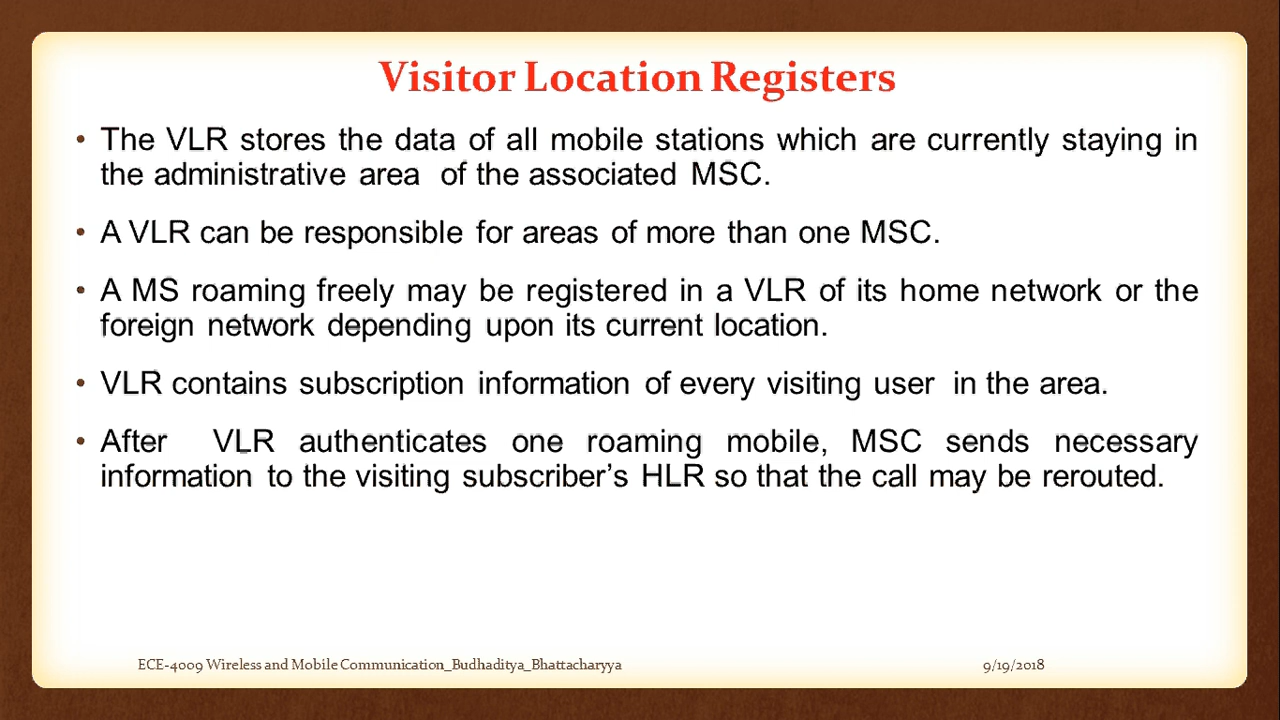 Visitor Location Registers
• The VLR stores the data of all mobile stations which are currently staying in
the administrative area of the associated MSC.
• A VLR can be responsible for areas of more than one MSC.
• A MS roaming freely may be registered in a VLR of its home network or the
foreign network depending upon its current location.
• VLR contains subscription information of every visiting user in the area.
• After VLR authenticates one roaming mobile, MSC sends necessary
information to the visiting subscriber’s HLR so that the call may be rerouted.
ECE-4009 Wireless and Mobile Communication_Budhaditya_Bhattacharyya 9/19/2018